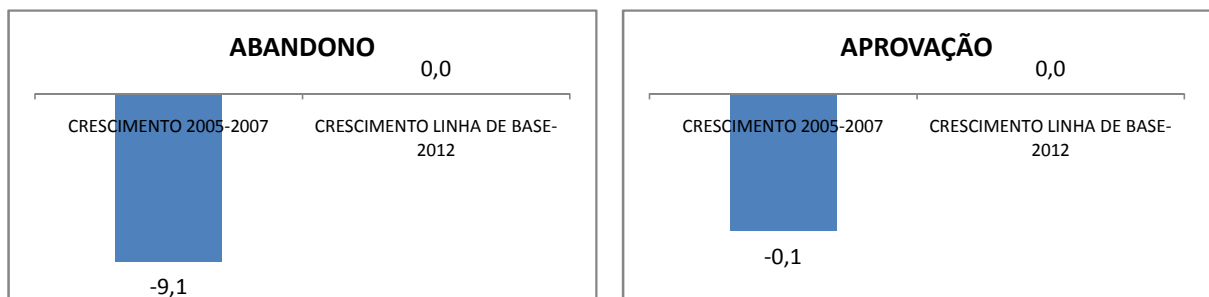 ABANDONO
0,0
CRESCIMENTO 2005-2007
CRESCIMENTO LINHA DE BASE-
2012
-9,1
APROVAÇÃO
0,0
CRESCIMENTO 2005-2007
CRESCIMENTO LINHA DE BASE-
2012
-0,1